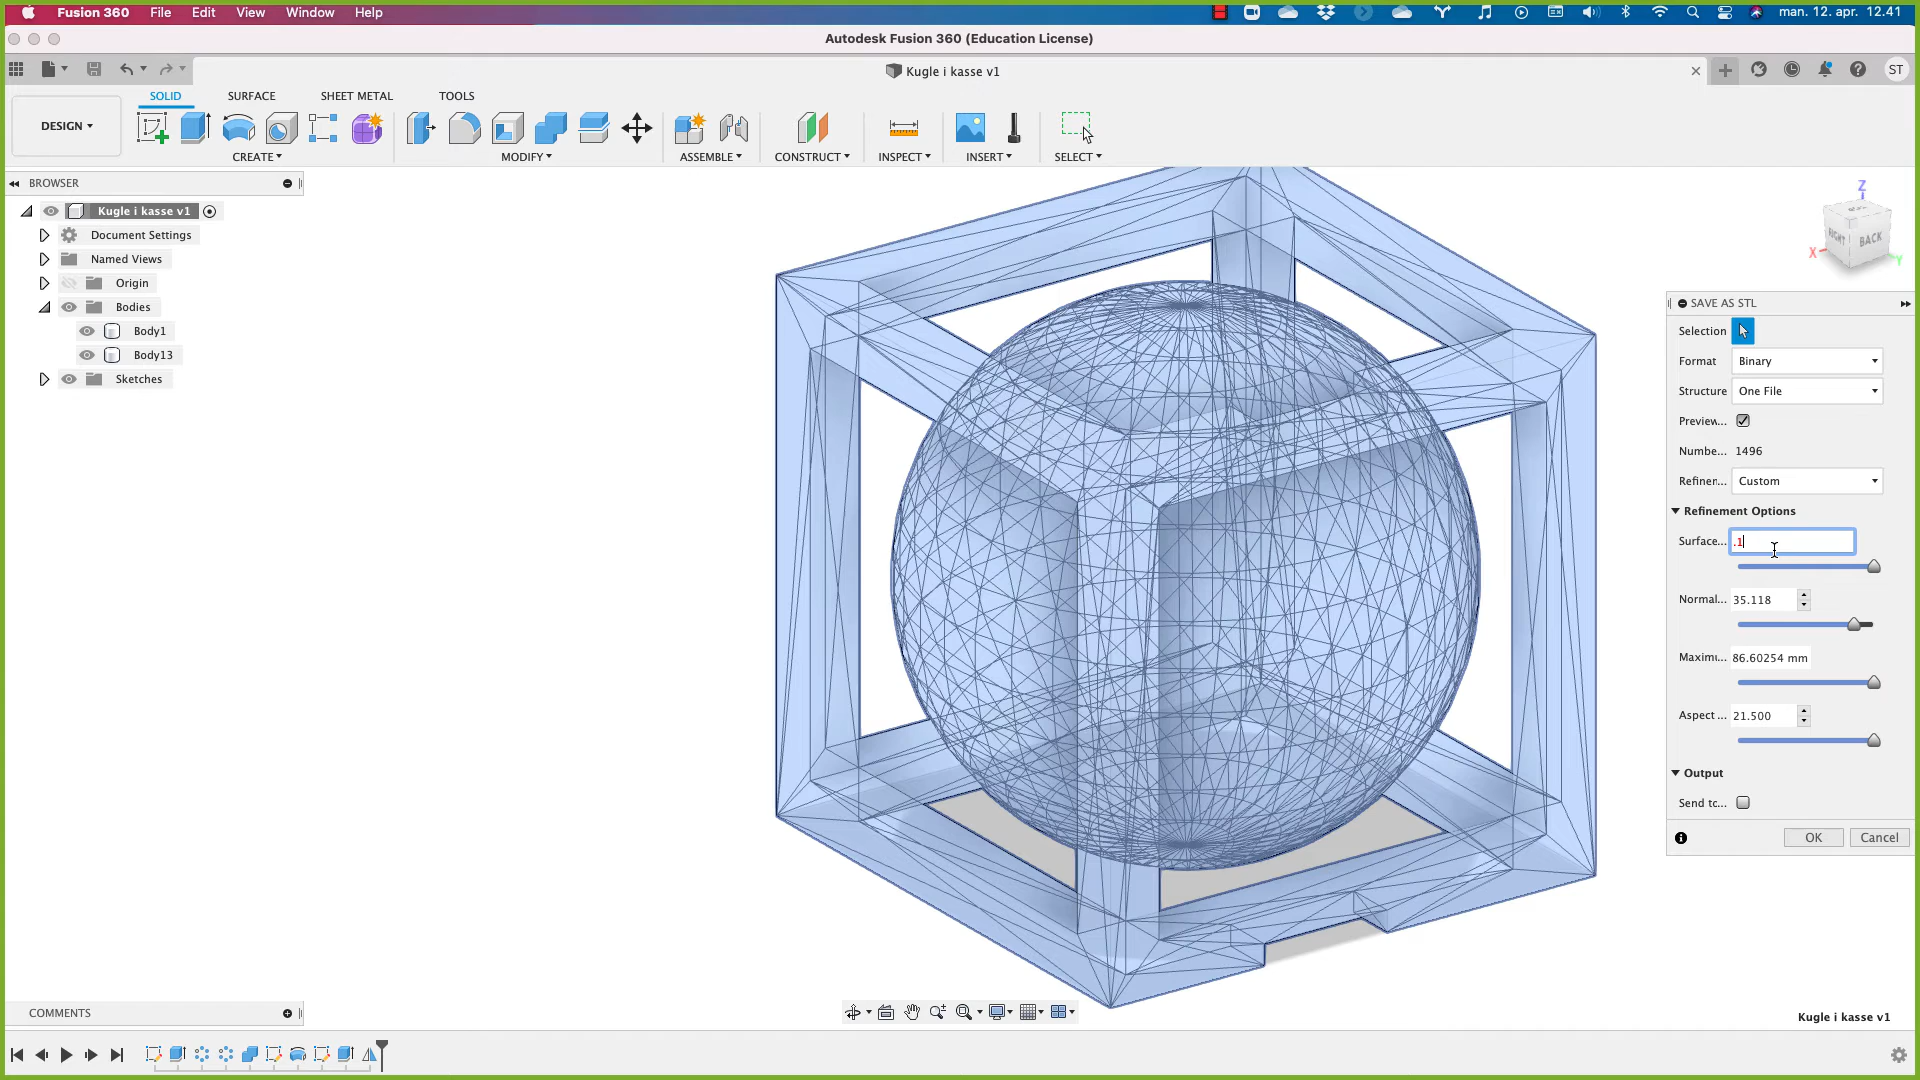 Fusion 360 File Edit View Window Help man. 12. apr. 12.41
Autodesk Fusion 360 (Education License)
Kugle i kasse v1 ST
SOLID SURFACE SHEET METAL TOOLS
DESIGN
CREATE MODIFY ASSEMBLE CONSTRUCT INSPECT INSERT SELECT
BROWSER
Kugle i kasse v1
Document Settings
Named Views
Origin
Bodies
Body1
Body13
Sketches
Z
X
Y
RIGHT BACK
SAVE AS STL
Selection
Format Binary
Structure One File
Preview...
Numbe... 1496
Refiner... Custom
Refinement Options
Surface... .1
Normal... 35.118
Maximu... 86.60254 mm
Aspect ... 21.500
Output
Send tc...
OK Cancel
COMMENTS
Kugle i kasse v1